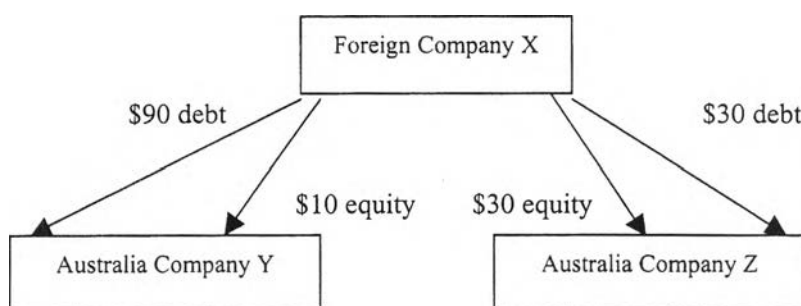 Foreign Company X
$90 debt
$30 debt
$10 equity
$30 equity
Australia Company Y
Australia Company Z